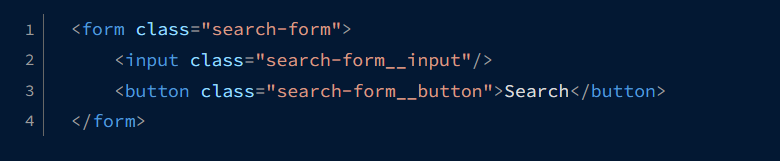 1 <form class="search-form">
2     <input class="search-form__input"/>
3     <button class="search-form__button">Search</button>
4 </form>